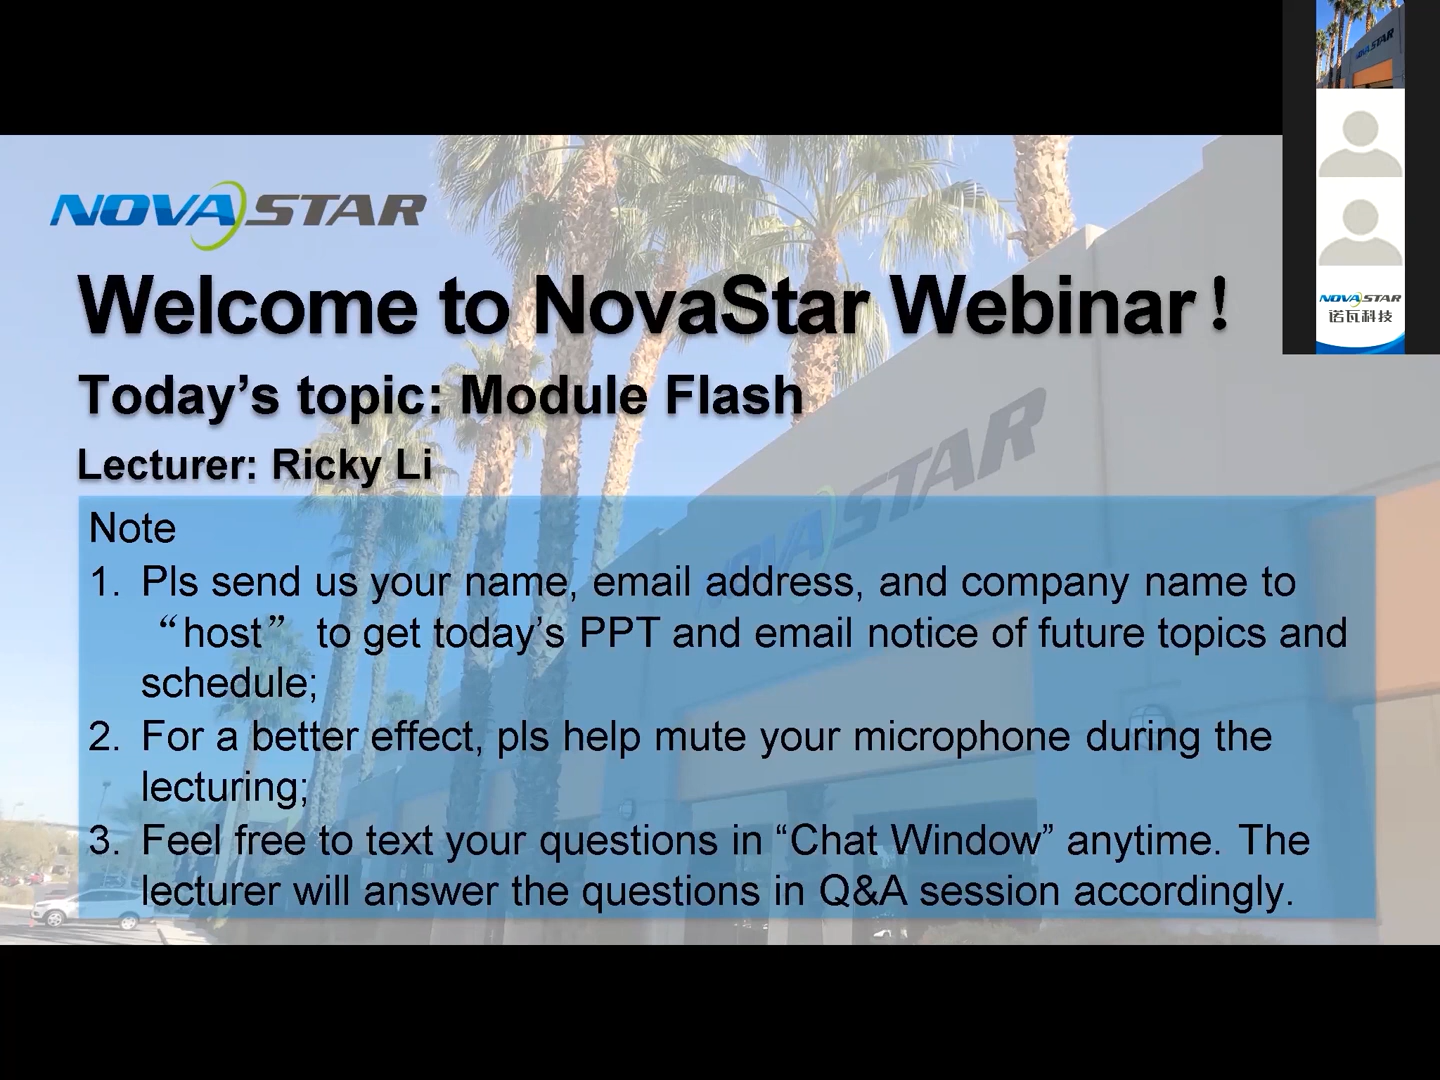 NOVASTAR
NOVASTAR
Welcome to NovaStar Webinar！
NOVASTAR
诺瓦科技
Today’s topic: Module Flash
NOVASTAR
Lecturer: Ricky Li
Note
1. Pls send us your name, email address, and company name to
“host” to get today’s PPT and email notice of future topics and
schedule;
2. For a better effect, pls help mute your microphone during the
lecturing;
3. Feel free to text your questions in “Chat Window” anytime. The
lecturer will answer the questions in Q&A session accordingly.